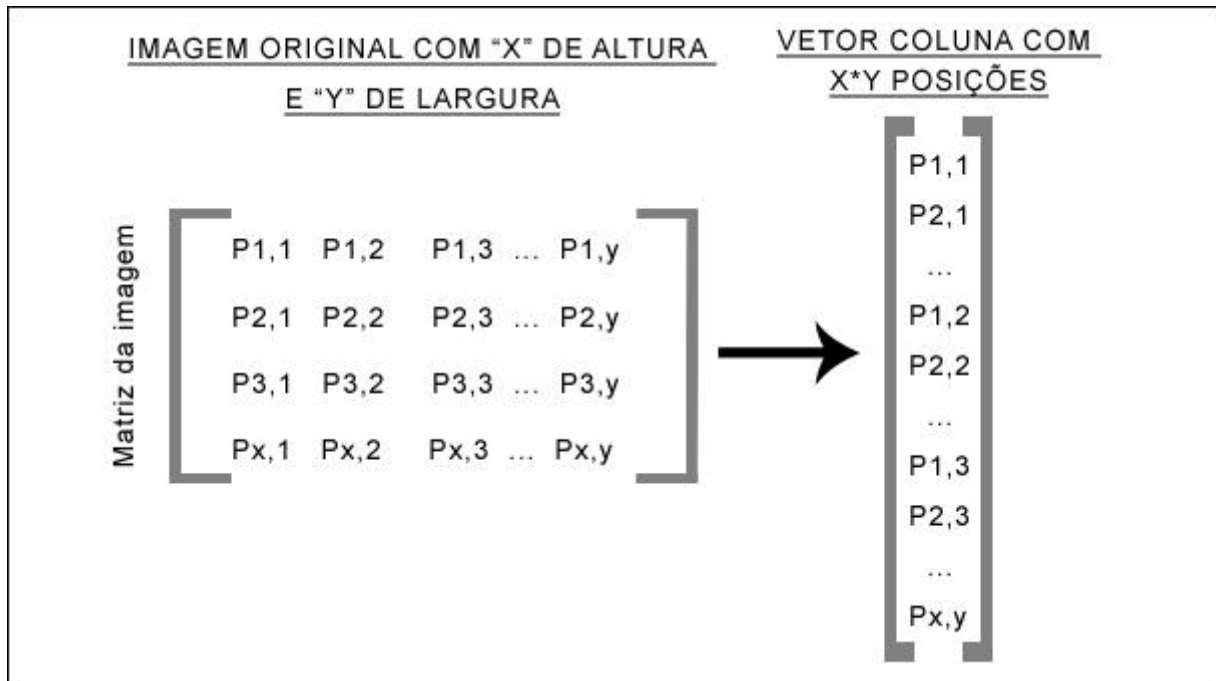 IMAGEM ORIGINAL COM “X” DE ALTURA
E “Y” DE LARGURA
Matriz da imagem
P1,1 P1,2 P1,3 ... P1,y
P2,1 P2,2 P2,3 ... P2,y
P3,1 P3,2 P3,3 ... P3,y
Px,1 Px,2 Px,3 ... Px,y
VETOR COLUNA COM
X*Y POSIÇÕES
P1,1
P2,1
...
P1,2
P2,2
...
P1,3
P2,3
...
Px,y